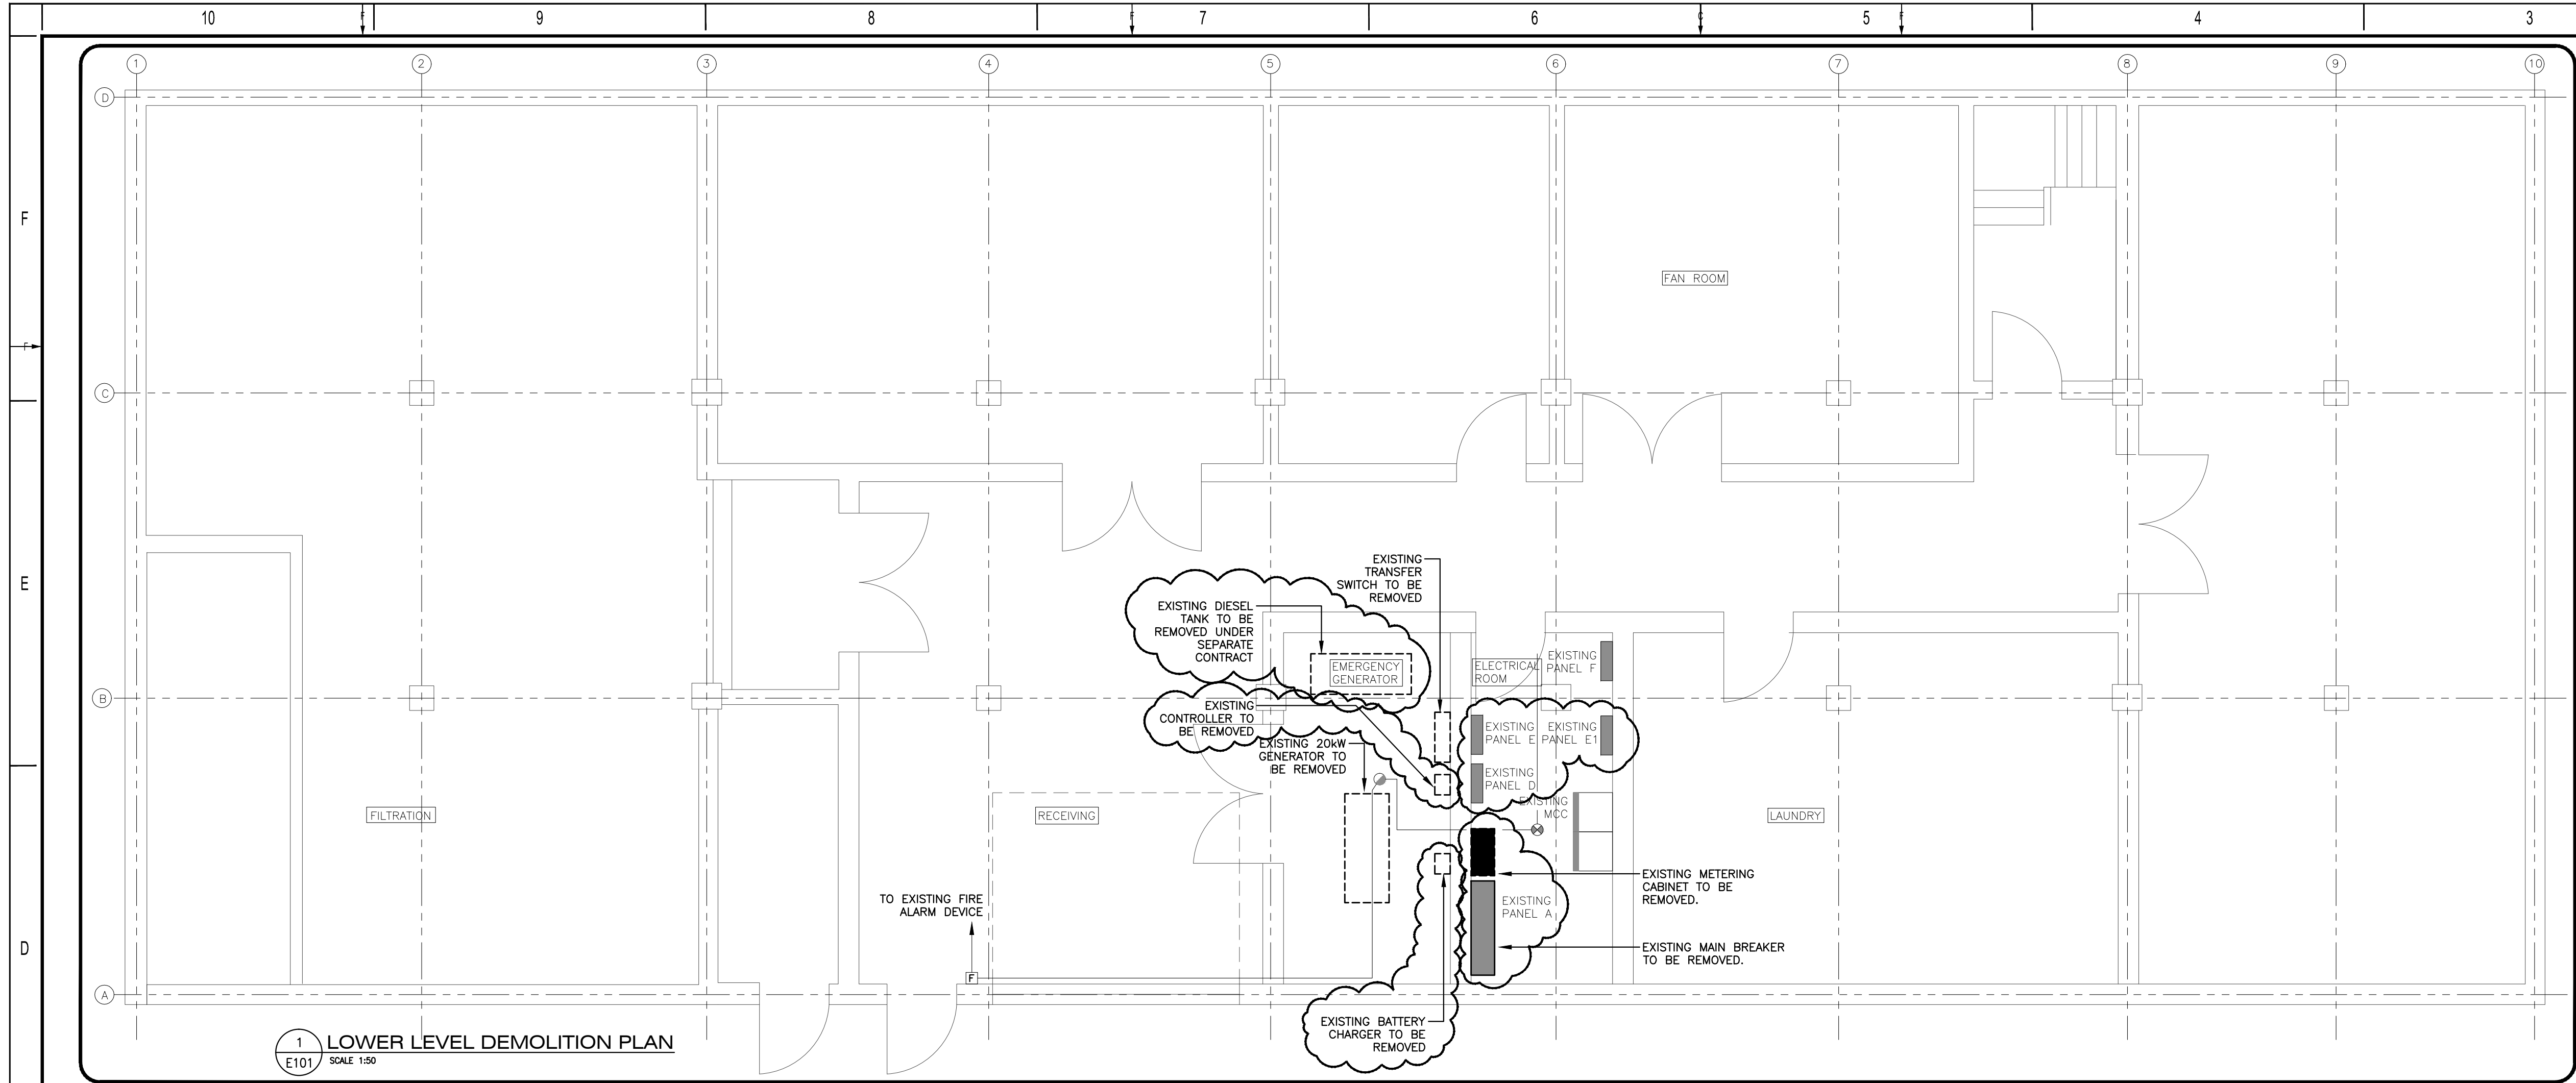 10 9 8 7 6 5 4 3
F F C F
1 2 3 4 5 6 7 8 9 10
D
F
FAN ROOM
F
C
E
EXISTING
TRANSFER
SWITCH TO BE
REMOVED
EXISTING DIESEL
TANK TO BE
REMOVED UNDER
SEPARATE
CONTRACT
EMERGENCY
GENERATOR
ELECTRICAL
ROOM
EXISTING
PANEL F
B
EXISTING
CONTROLLER TO
BE REMOVED
EXISTING
PANEL E
EXISTING
PANEL E1
EXISTING 20kW
GENERATOR TO
BE REMOVED
EXISTING
PANEL D
EXISTING
MCC
FILTRATION
RECEIVING
LAUNDRY
EXISTING METERING
CABINET TO BE
REMOVED.
TO EXISTING FIRE
ALARM DEVICE
EXISTING
PANEL A
D
EXISTING MAIN BREAKER
TO BE REMOVED.
F
A
EXISTING BATTERY
CHARGER TO BE
REMOVED
1
E101
LOWER LEVEL DEMOLITION PLAN
SCALE 1:50